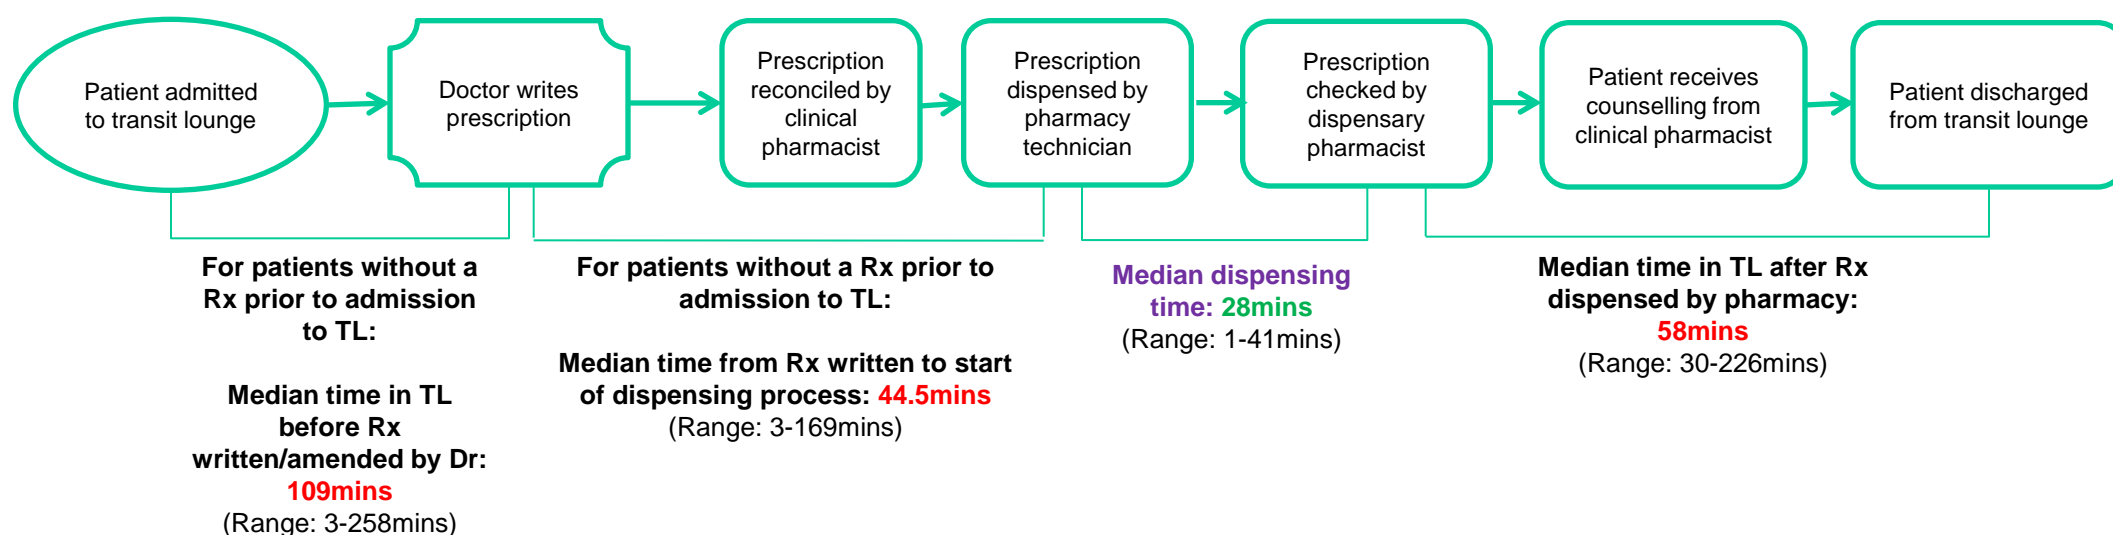 Patient admitted
to transit lounge
Doctor writes
prescription
Prescription
reconciled by
clinical
pharmacist
Prescription
dispensed by
pharmacy
technician
Prescription
checked by
dispensary
pharmacist
Patient receives
counselling from
clinical pharmacist
Patient discharged
from transit lounge
For patients without a
Rx prior to admission
to TL:
Median time in TL
before Rx
written/amended by Dr:
109mins
(Range: 3-258mins)
For patients without a Rx prior to
admission to TL:
Median time from Rx written to start
of dispensing process: 44.5mins
(Range: 3-169mins)
Median dispensing
time: 28mins
(Range: 1-41mins)
Median time in TL after Rx
dispensed by pharmacy:
58mins
(Range: 30-226mins)